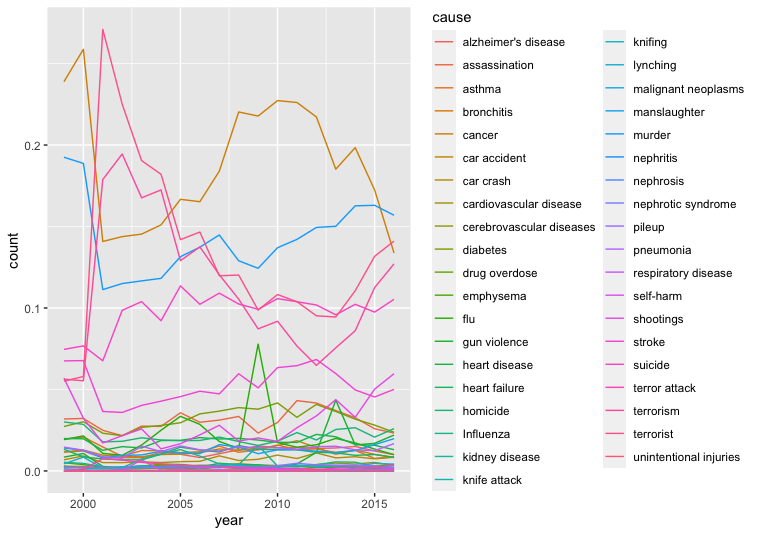 0.2
0.1
0.0
count
2000
2005
2010
2015
year
cause
alzheimer's disease
assassination
asthma
bronchitis
cancer
car accident
car crash
cardiovascular disease
cerebrovascular diseases
diabetes
drug overdose
emphysema
flu
gun violence
heart disease
heart failure
homicide
Influenza
kidney disease
knife attack
knifing
lynching
malignant neoplasms
manslaughter
murder
nephritis
nephrosis
nephrotic syndrome
pileup
pneumonia
respiratory disease
self-harm
shootings
stroke
suicide
terror attack
terrorism
terrorist
unintentional injuries